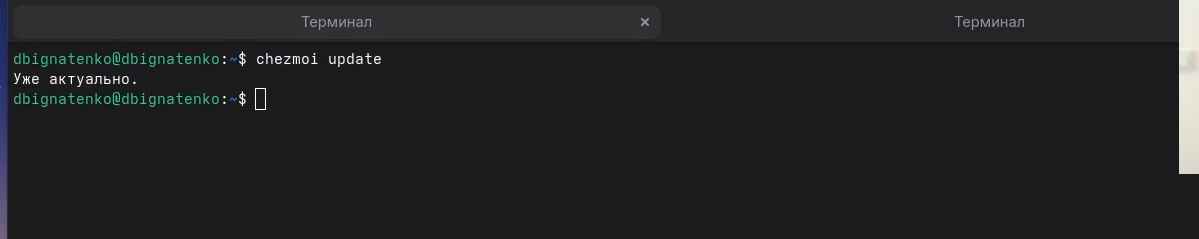 Терминал × Терминал
dbignatenko@dbignatenko:~$ chezmoi update
Уже актуально.
dbignatenko@dbignatenko:~$